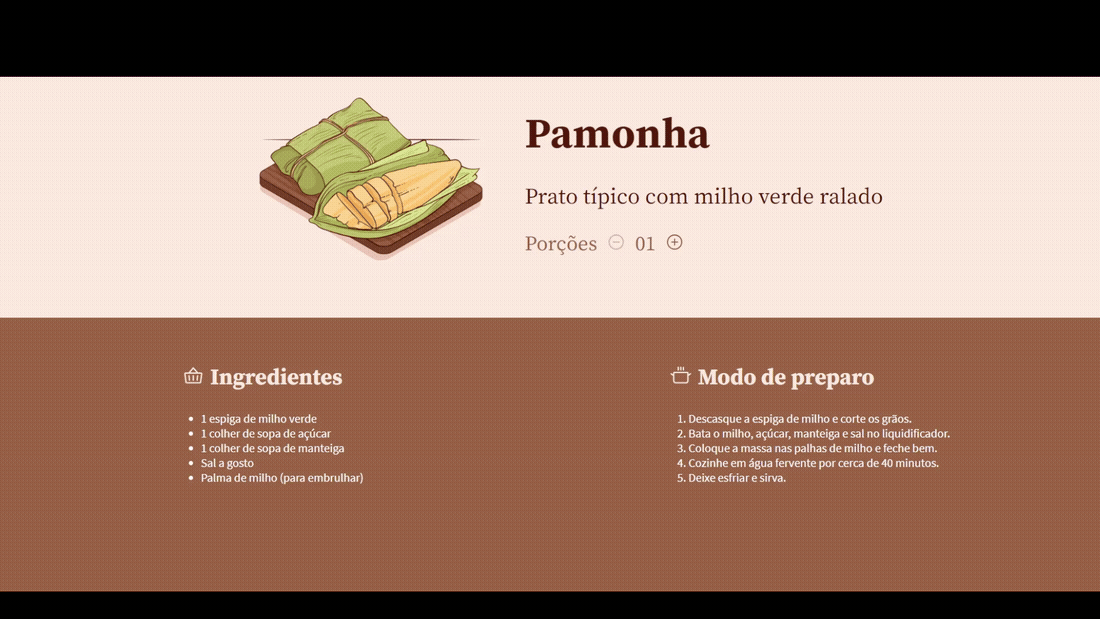 Pamonha
Prato típico com milho verde ralado
Porções 01
Ingredientes
1 espiga de milho verde
1 colher de sopa de açúcar
1 colher de sopa de manteiga
Sal a gosto
Palma de milho (para embrulhar)
Modo de preparo
1. Descasque a espiga de milho e corte os grãos.
2. Bata o milho, açúcar, manteiga e sal no liquidificador.
3. Coloque a massa nas palhas de milho e feche bem.
4. Cozinhe em água fervente por cerca de 40 minutos.
5. Deixe esfriar e sirva.